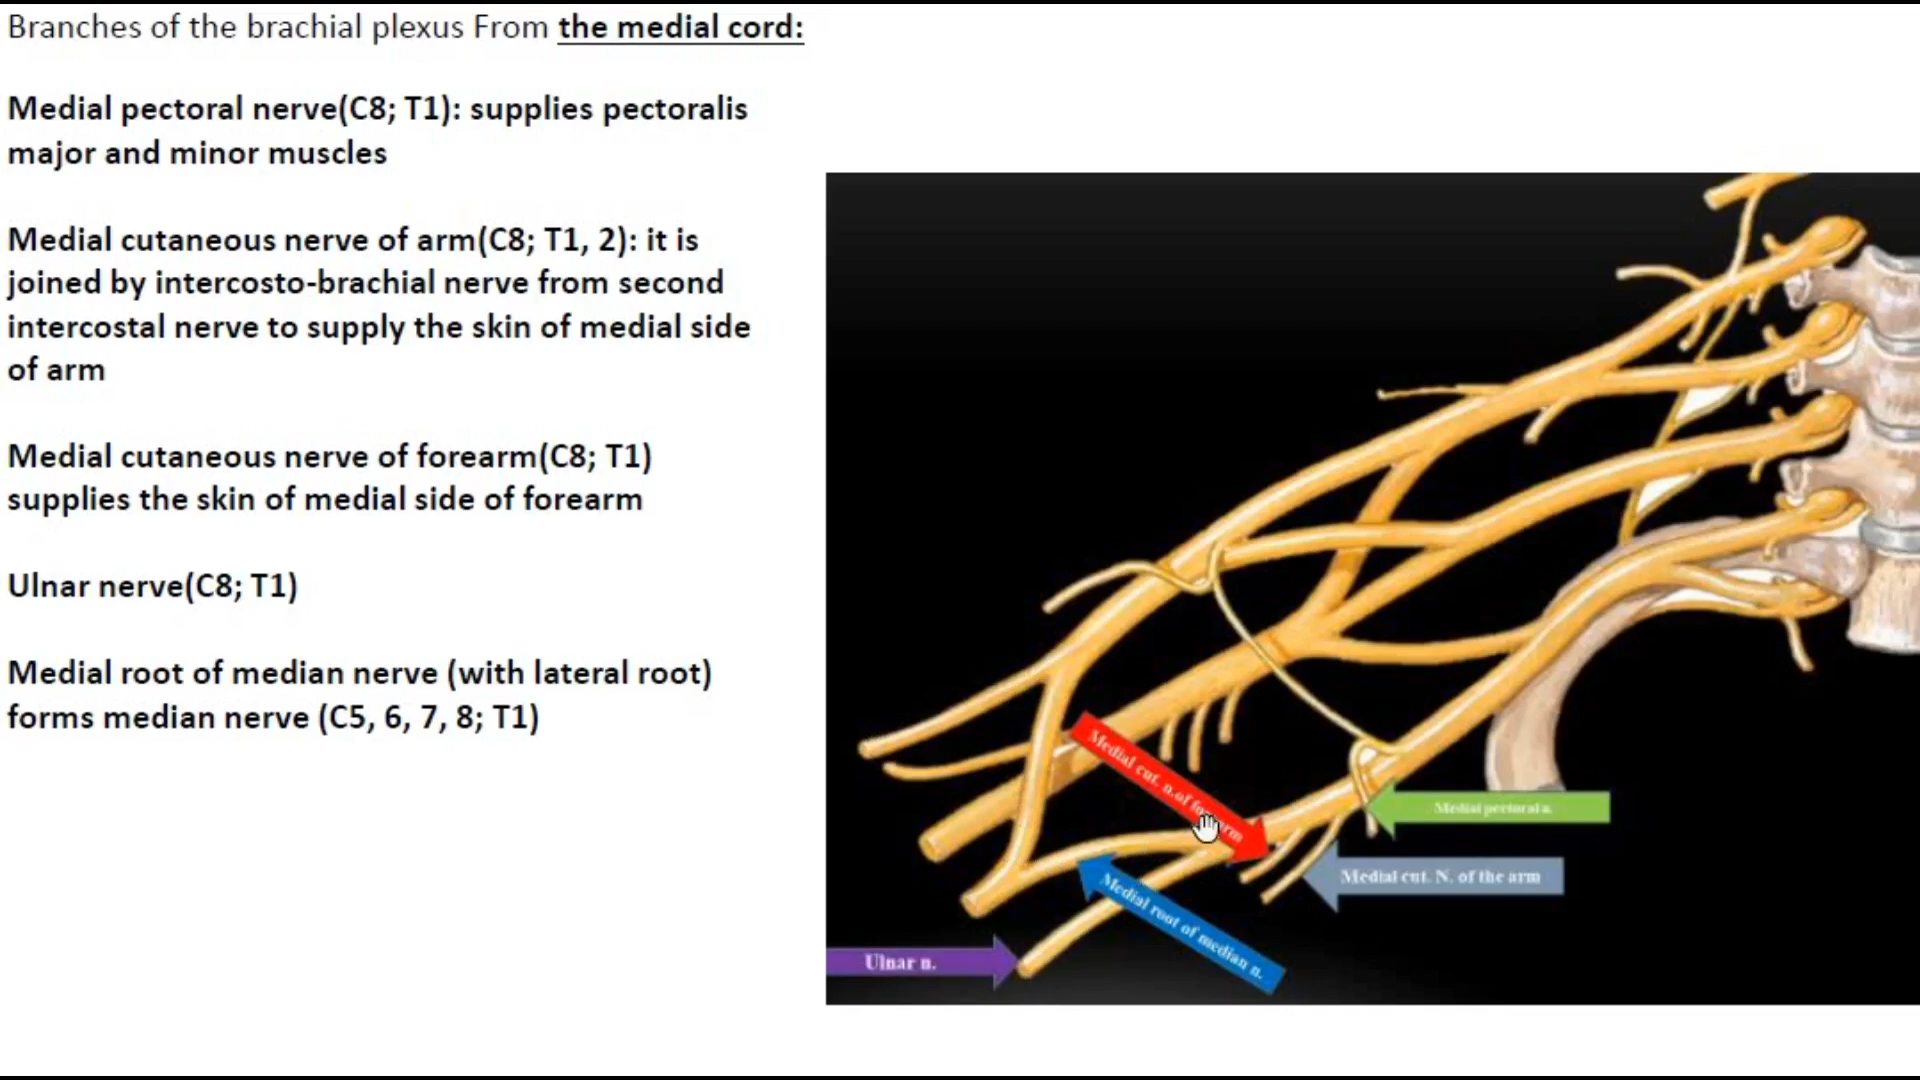 Branches of the brachial plexus From the medial cord:
Medial pectoral nerve(C8; T1): supplies pectoralis
major and minor muscles
Medial cutaneous nerve of arm(C8; T1, 2): it is
joined by intercosto-brachial nerve from second
intercostal nerve to supply the skin of medial side
of arm
Medial cutaneous nerve of forearm(C8; T1)
supplies the skin of medial side of forearm
Ulnar nerve(C8; T1)
Medial root of median nerve (with lateral root)
forms median nerve (C5, 6, 7, 8; T1)
Medial cut. n.of forearm
Medial pectoral n.
Medial cut. N. of the arm
Medial root of median n.
Ulnar n.